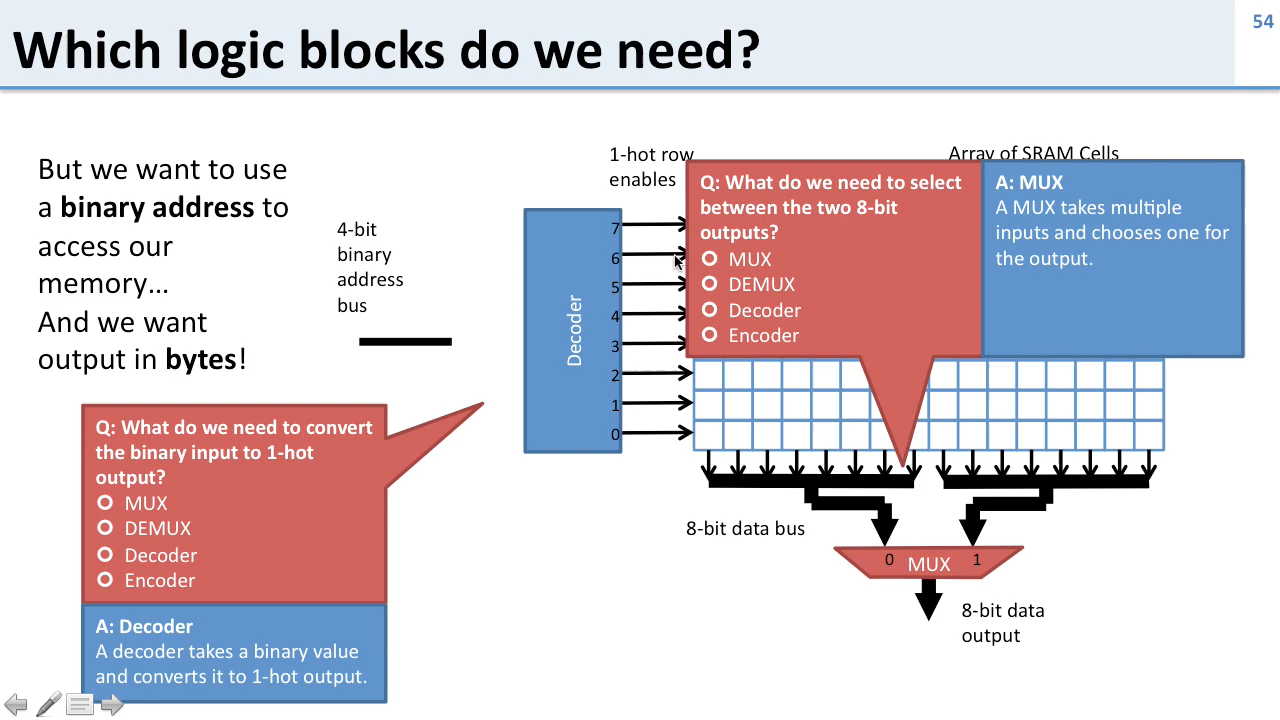 54
Which logic blocks do we need?
But we want to use
a binary address to
access our
memory...
And we want
output in bytes!
4-bit
binary
address
bus
1-hot row
enables
Array of SRAM Cells
Decoder
7
6
5
4
3
2
1
0
Q: What do we need to select
between the two 8-bit
outputs?
MUX
DEMUX
Decoder
Encoder
A: MUX
A MUX takes multiple
inputs and chooses one for
the output.
Q: What do we need to convert
the binary input to 1-hot
output?
MUX
DEMUX
Decoder
Encoder
A: Decoder
A decoder takes a binary value
and converts it to 1-hot output.
8-bit data bus
0 MUX 1
8-bit data
output